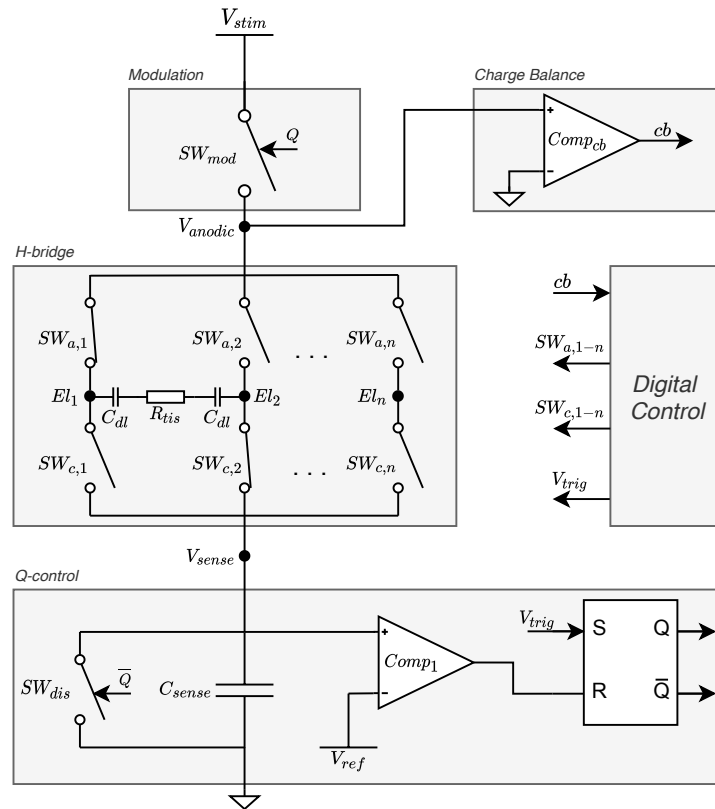 V_stim
Modulation
Charge Balance
Q
SW_mod
+
Comp_cb
-
cb
V_anodic
H-bridge
cb
SW_a,1
SW_a,2
. . .
SW_a,n
SW_a,1-n
El_1
C_dl
R_tis
C_dl
El_2
El_n
Digital
Control
SW_c,1-n
SW_c,1
SW_c,2
. . .
SW_c,n
V_trig
V_sense
Q-control
V_trig
S
Q
+
Comp_1
-
SW_dis
Q̅
C_sense
R
Q̅
V_ref